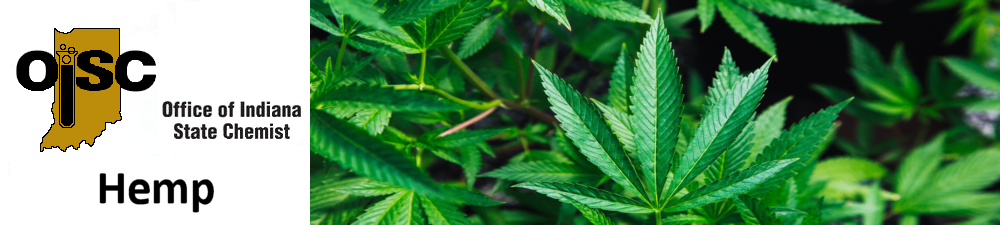 OiSC
Office of Indiana
State Chemist
Hemp